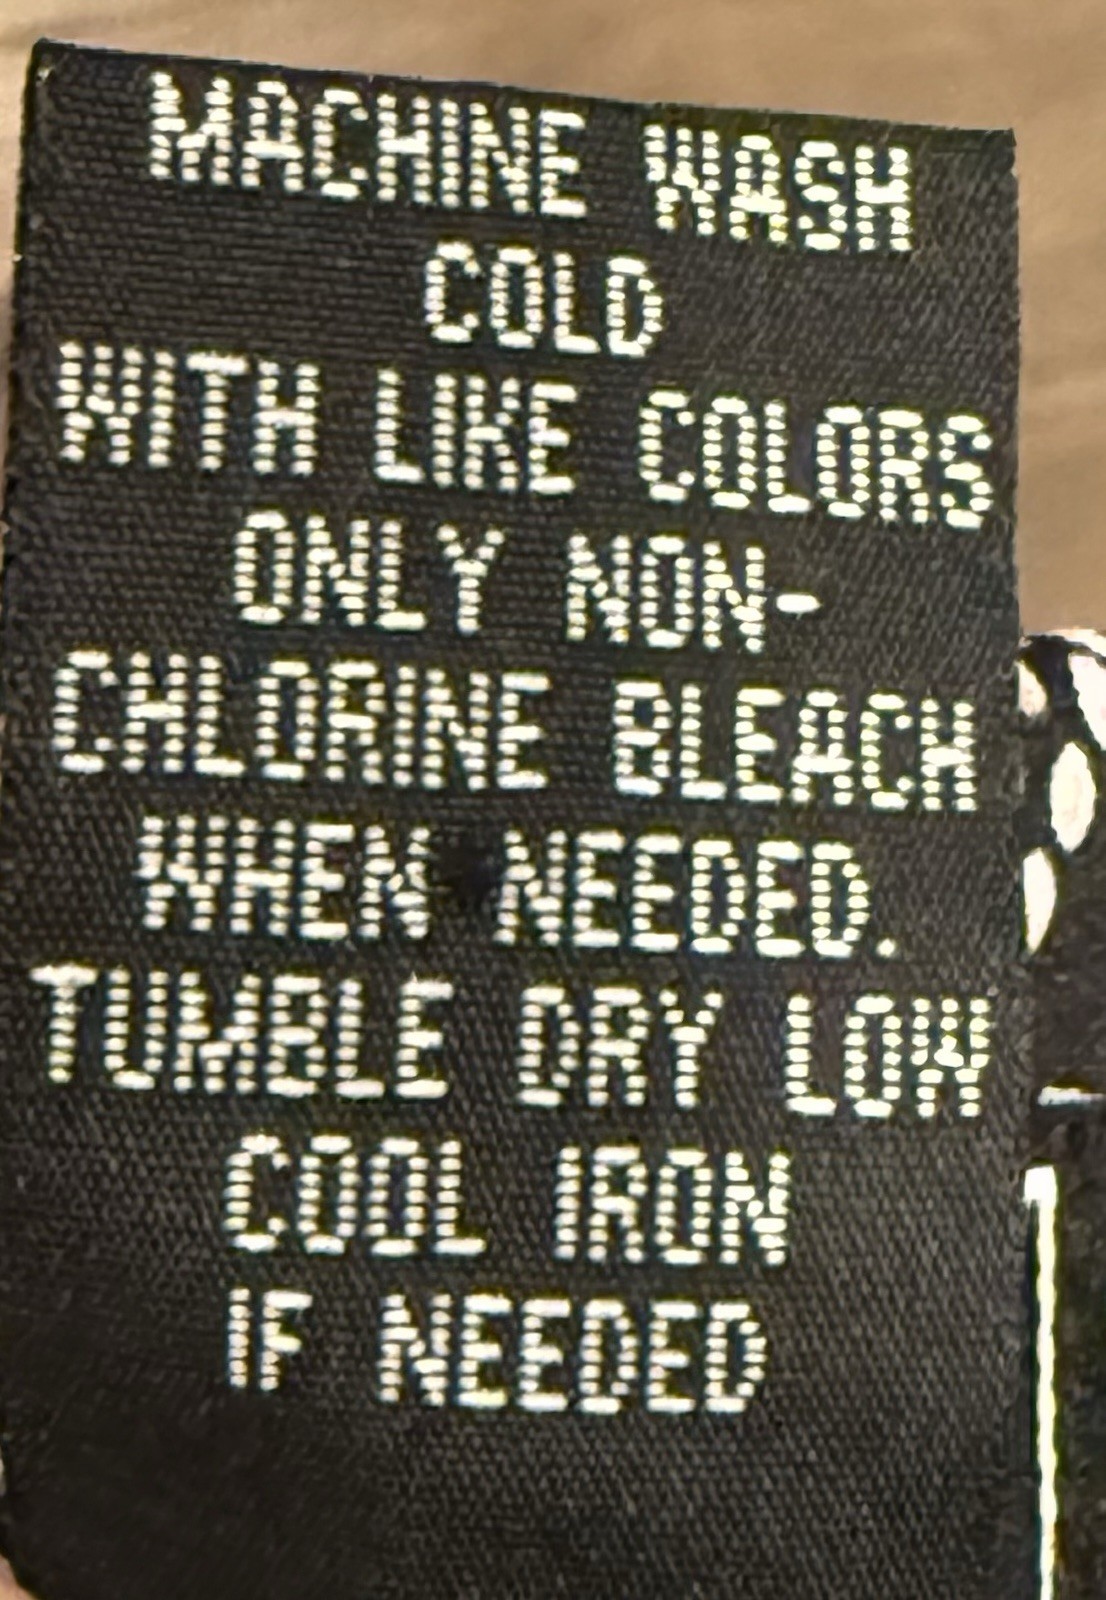 MACHINE WASH
COLD
WITH LIKE COLORS
ONLY NON-
CHLORINE BLEACH
WHEN NEEDED.
TUMBLE DRY LOW
COOL IRON
IF NEEDED